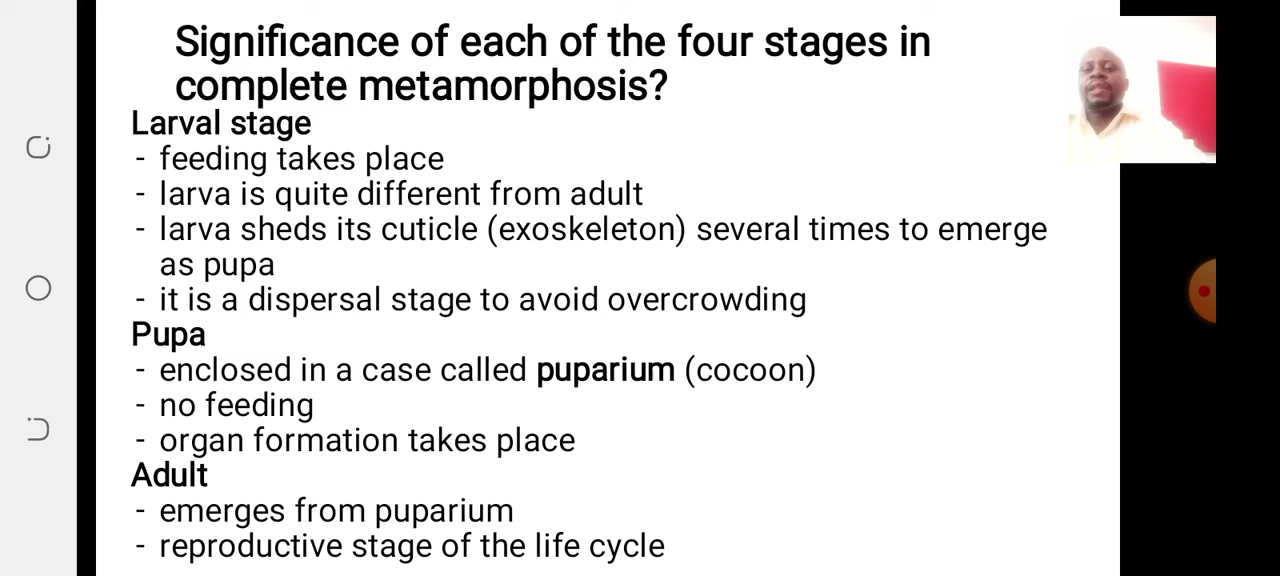 Significance of each of the four stages in
complete metamorphosis?
Larval stage
- feeding takes place
- larva is quite different from adult
- larva sheds its cuticle (exoskeleton) several times to emerge
as pupa
- it is a dispersal stage to avoid overcrowding
Pupa
- enclosed in a case called puparium (cocoon)
- no feeding
- organ formation takes place
Adult
- emerges from puparium
- reproductive stage of the life cycle